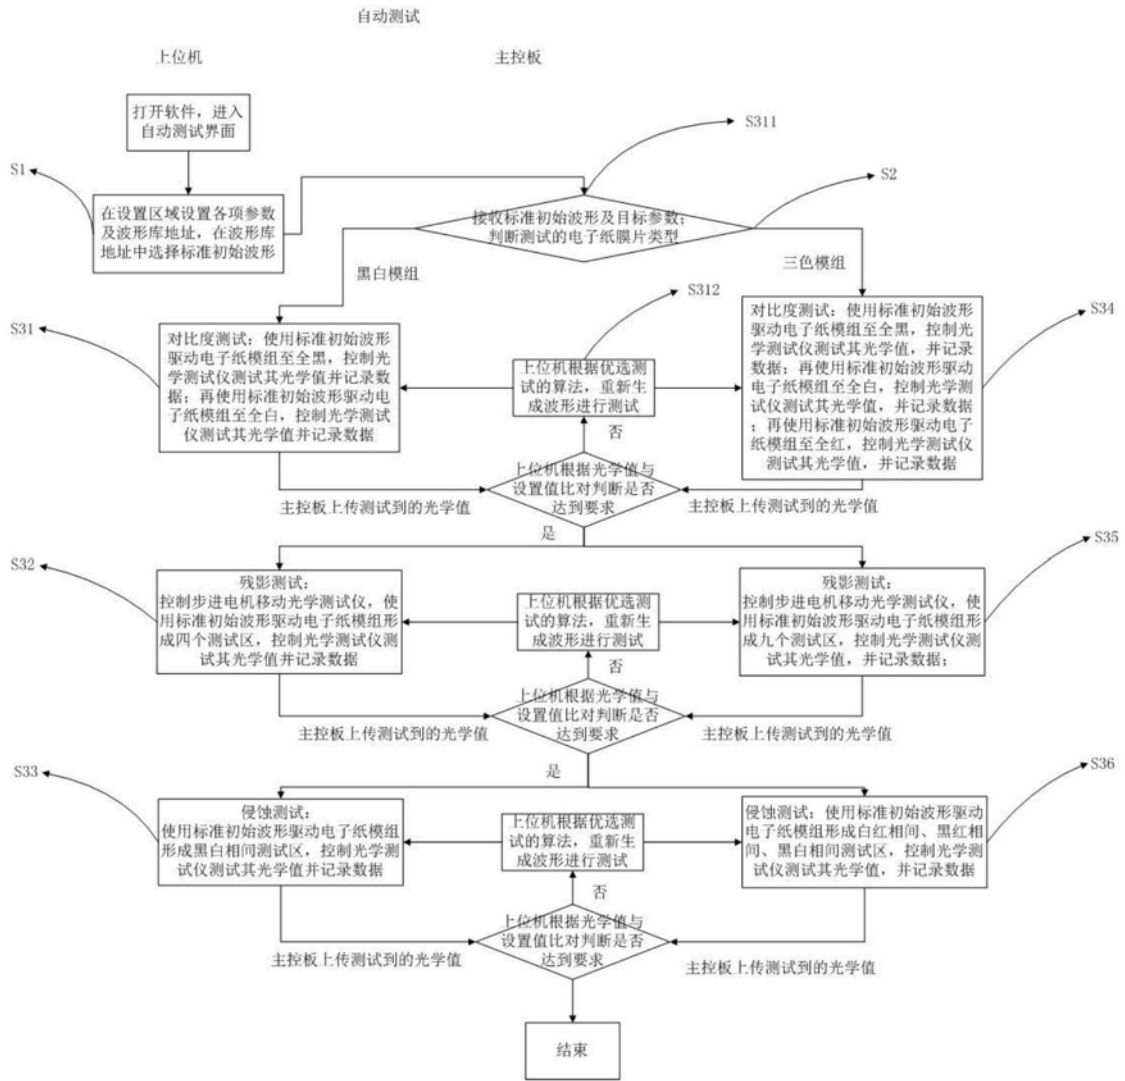 自动测试
上位机
主控板
打开软件，进入
自动测试界面
S311
S1
S2
在设置区域设置各项参数
及波形库地址，在波形库
地址中选择标准初始波形
接收标准初始波形及目标参数；
判断测试的电子纸膜片类型
黑白模组
三色模组
S312
S31
S34
对比度测试：使用标准初始波形
驱动电子纸模组至全黑，控制光
学测试仪测试其光学值并记录数
据；再使用标准初始波形驱动电
子纸模组至全白，控制光学测试
仪测试其光学值并记录数据
上位机根据优选测
试的算法，重新生
成波形进行测试
对比度测试：使用标准初始波形
驱动电子纸模组至全黑，控制光
学测试仪测试其光学值，并记录
数据；再使用标准初始波形驱动电
子纸模组至全白，控制光学测
试仪测试其光学值，并记录数据
；再使用标准初始波形驱动电子
纸模组至全红，控制光学测试仪
测试其光学值，并记录数据
否
上位机根据光学值与
设置值比对判断是否
达到要求
主控板上传测试到的光学值
主控板上传测试到的光学值
是
S32
S35
残影测试：
控制步进电机移动光学测试仪，使
用标准初始波形驱动电子纸模组形
成四个测试区，控制光学测试仪测
试其光学值并记录数据
上位机根据优选测
试的算法，重新生
成波形进行测试
残影测试：
控制步进电机移动光学测试仪，使
用标准初始波形驱动电子纸模组形
成九个测试区，控制光学测试仪测
试其光学值，并记录数据；
否
上位机根据光学值与
设置值比对判断是否
达到要求
主控板上传测试到的光学值
主控板上传测试到的光学值
是
S33
S36
侵蚀测试：
使用标准初始波形驱动电子纸模组
形成黑白相间测试区，控制光学测
试仪测试其光学值并记录数据
上位机根据优选测
试的算法，重新生
成波形进行测试
侵蚀测试：使用标准初始波形驱动
电子纸模组形成白红相间、黑红相
间、黑白相间测试区，控制光学测
试仪测试其光学值，并记录数据
否
上位机根据光学值与
设置值比对判断是否
达到要求
主控板上传测试到的光学值
主控板上传测试到的光学值
结束